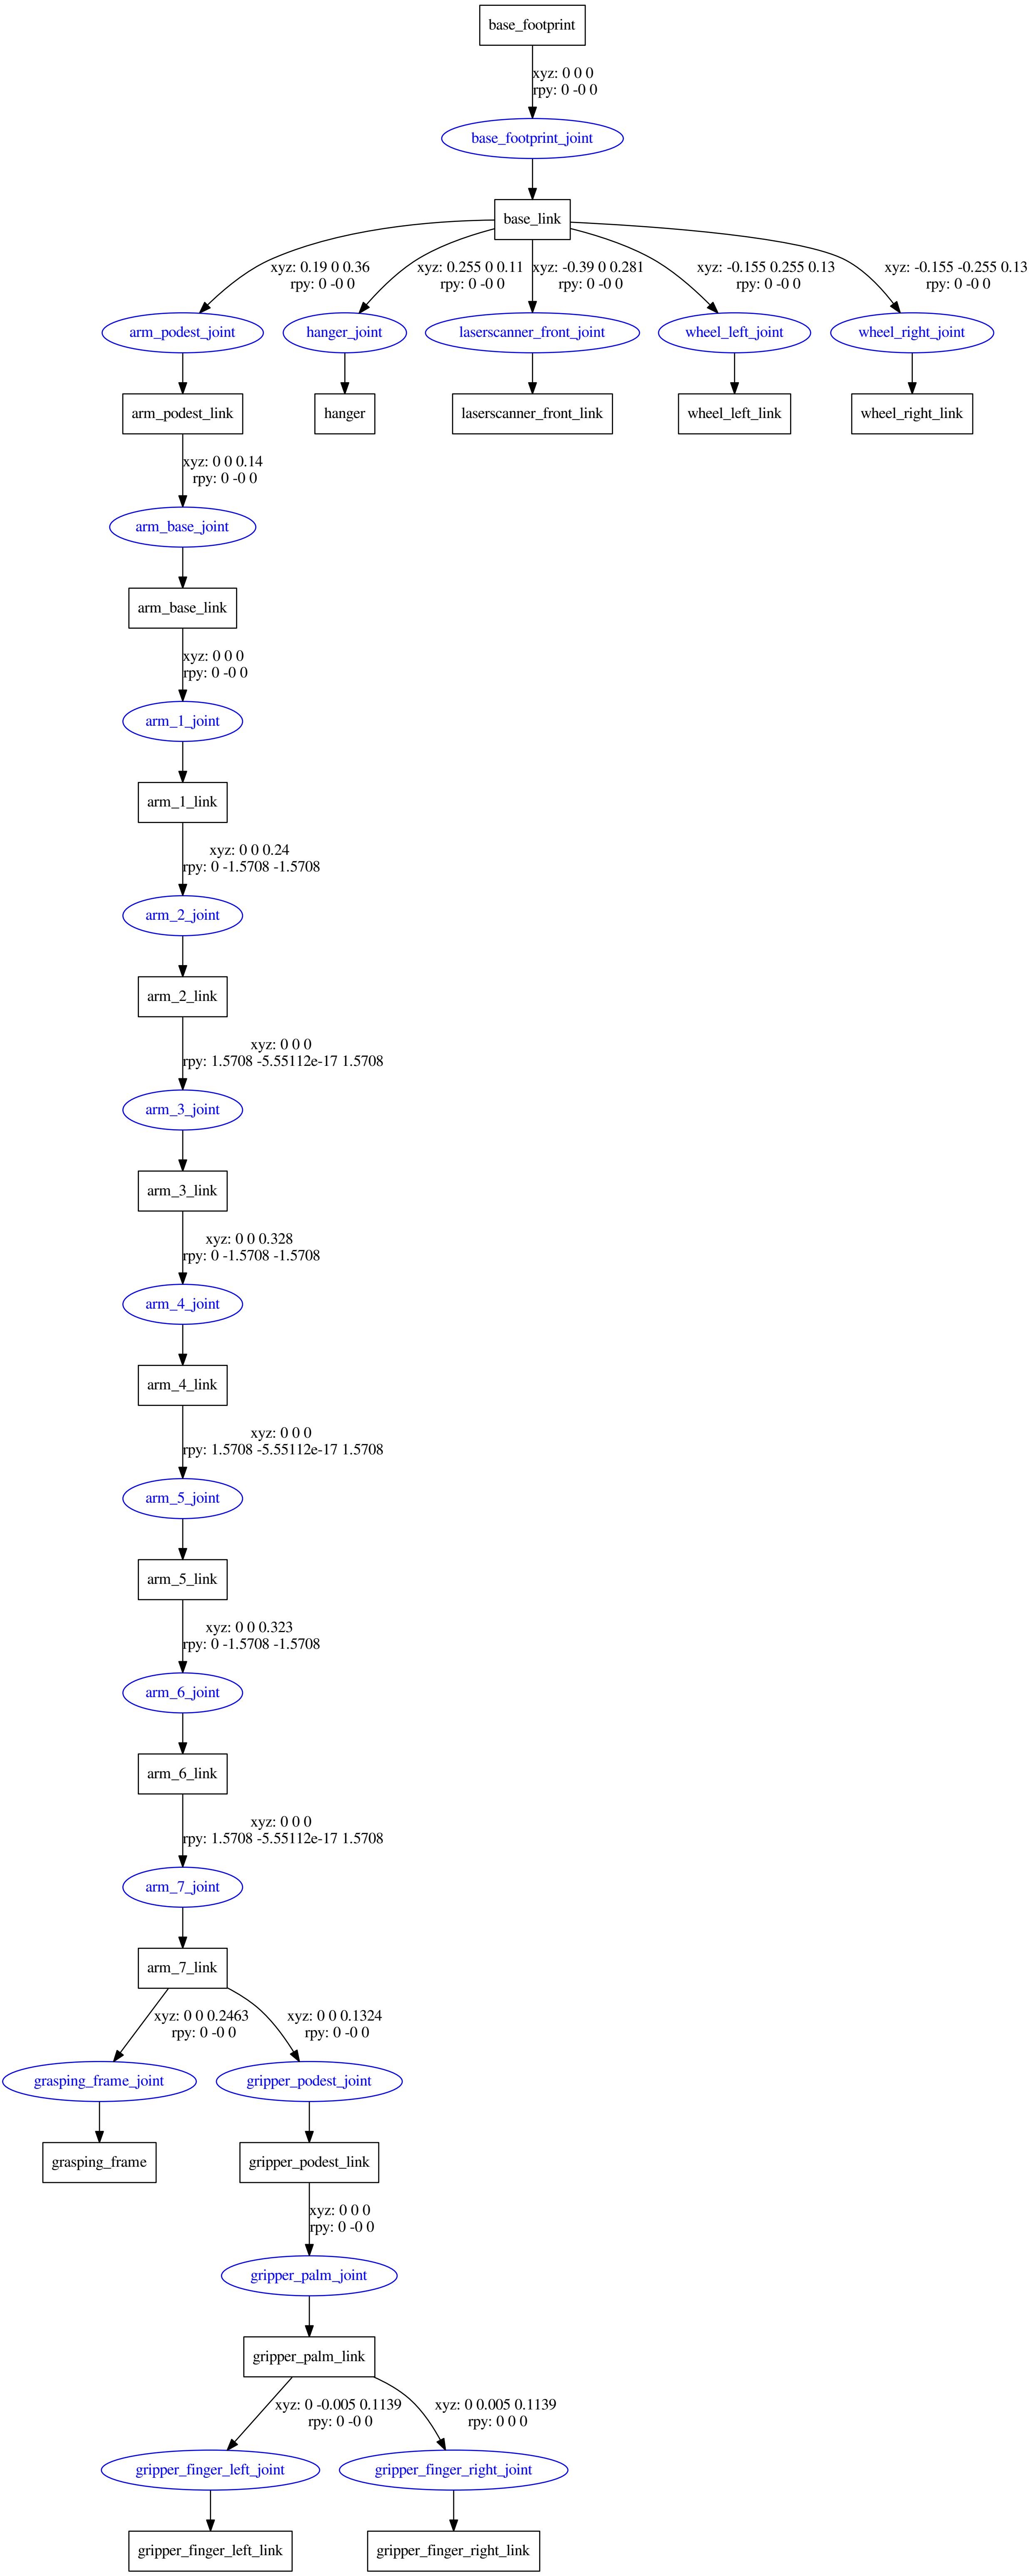 base_footprint
xyz: 0 0 0
rpy: 0 -0 0
base_footprint_joint
base_link
xyz: 0.19 0 0.36
rpy: 0 -0 0
xyz: 0.255 0 0.11
rpy: 0 -0 0
xyz: -0.39 0 0.281
rpy: 0 -0 0
xyz: -0.155 0.255 0.13
rpy: 0 -0 0
xyz: -0.155 -0.255 0.13
rpy: 0 -0 0
arm_podest_joint
hanger_joint
laserscanner_front_joint
wheel_left_joint
wheel_right_joint
arm_podest_link
hanger
laserscanner_front_link
wheel_left_link
wheel_right_link
xyz: 0 0 0.14
rpy: 0 -0 0
arm_base_joint
arm_base_link
xyz: 0 0 0
rpy: 0 -0 0
arm_1_joint
arm_1_link
xyz: 0 0 0.24
rpy: 0 -1.5708 -1.5708
arm_2_joint
arm_2_link
xyz: 0 0 0
rpy: 1.5708 -5.55112e-17 1.5708
arm_3_joint
arm_3_link
xyz: 0 0 0.328
rpy: 0 -1.5708 -1.5708
arm_4_joint
arm_4_link
xyz: 0 0 0
rpy: 1.5708 -5.55112e-17 1.5708
arm_5_joint
arm_5_link
xyz: 0 0 0.323
rpy: 0 -1.5708 -1.5708
arm_6_joint
arm_6_link
xyz: 0 0 0
rpy: 1.5708 -5.55112e-17 1.5708
arm_7_joint
arm_7_link
xyz: 0 0 0.2463
rpy: 0 -0 0
xyz: 0 0 0.1324
rpy: 0 -0 0
grasping_frame_joint
gripper_podest_joint
grasping_frame
gripper_podest_link
xyz: 0 0 0
rpy: 0 -0 0
gripper_palm_joint
gripper_palm_link
xyz: 0 -0.005 0.1139
rpy: 0 -0 0
xyz: 0 0.005 0.1139
rpy: 0 0 0
gripper_finger_left_joint
gripper_finger_right_joint
gripper_finger_left_link
gripper_finger_right_link